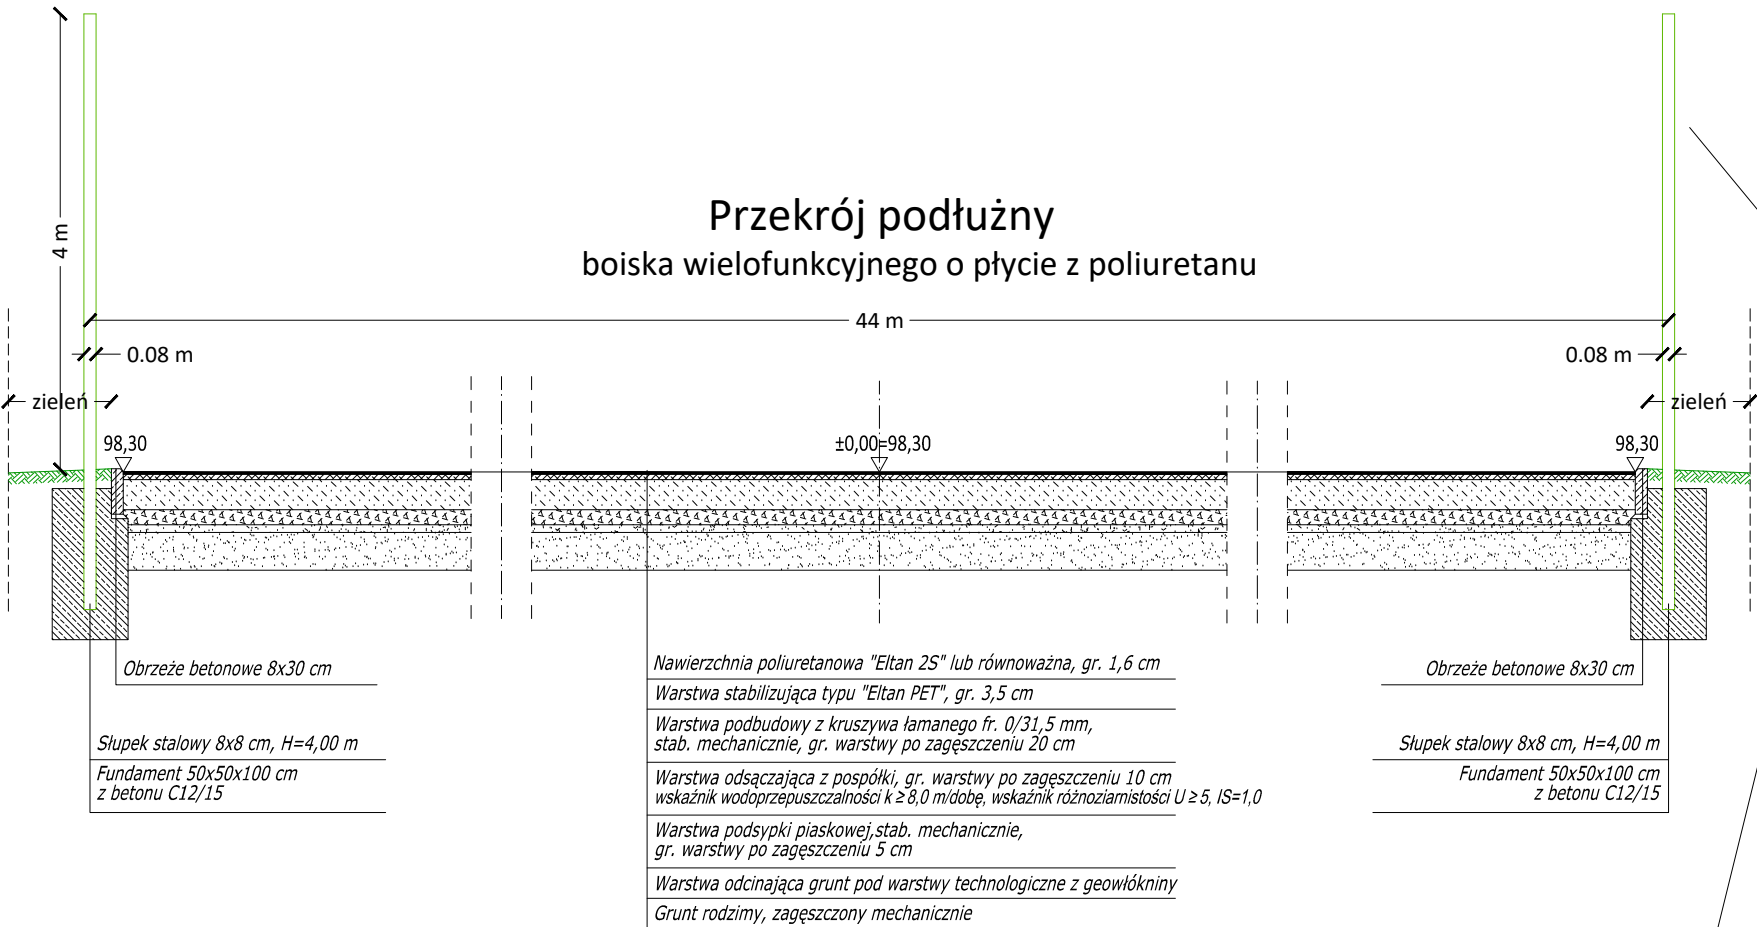 Przekrój podłużny
boiska wielofunkcyjnego o płycie z poliuretanu
4 m
44 m
0.08 m
0.08 m
zieleń
zieleń
98,30
±0,00=98,30
98,30
Obrzeże betonowe 8x30 cm
Słupek stalowy 8x8 cm, H=4,00 m
Fundament 50x50x100 cm
z betonu C12/15
Nawierzchnia poliuretanowa "Eltan 2S" lub równoważna, gr. 1,6 cm
Warstwa stabilizująca typu "Eltan PET", gr. 3,5 cm
Warstwa podbudowy z kruszywa łamanego fr. 0/31,5 mm,
stab. mechanicznie, gr. warstwy po zagęszczeniu 20 cm
Warstwa odsączająca z pospółki, gr. warstwy po zagęszczeniu 10 cm
wskaźnik wodoprzepuszczalności k ≥ 8,0 m/dobę, wskaźnik różnoziarnistości U ≥ 5, IS=1,0
Warstwa podsypki piaskowej,stab. mechanicznie,
gr. warstwy po zagęszczeniu 5 cm
Warstwa odcinająca grunt pod warstwy technologiczne z geowłókniny
Grunt rodzimy, zagęszczony mechanicznie
Obrzeże betonowe 8x30 cm
Słupek stalowy 8x8 cm, H=4,00 m
Fundament 50x50x100 cm
z betonu C12/15